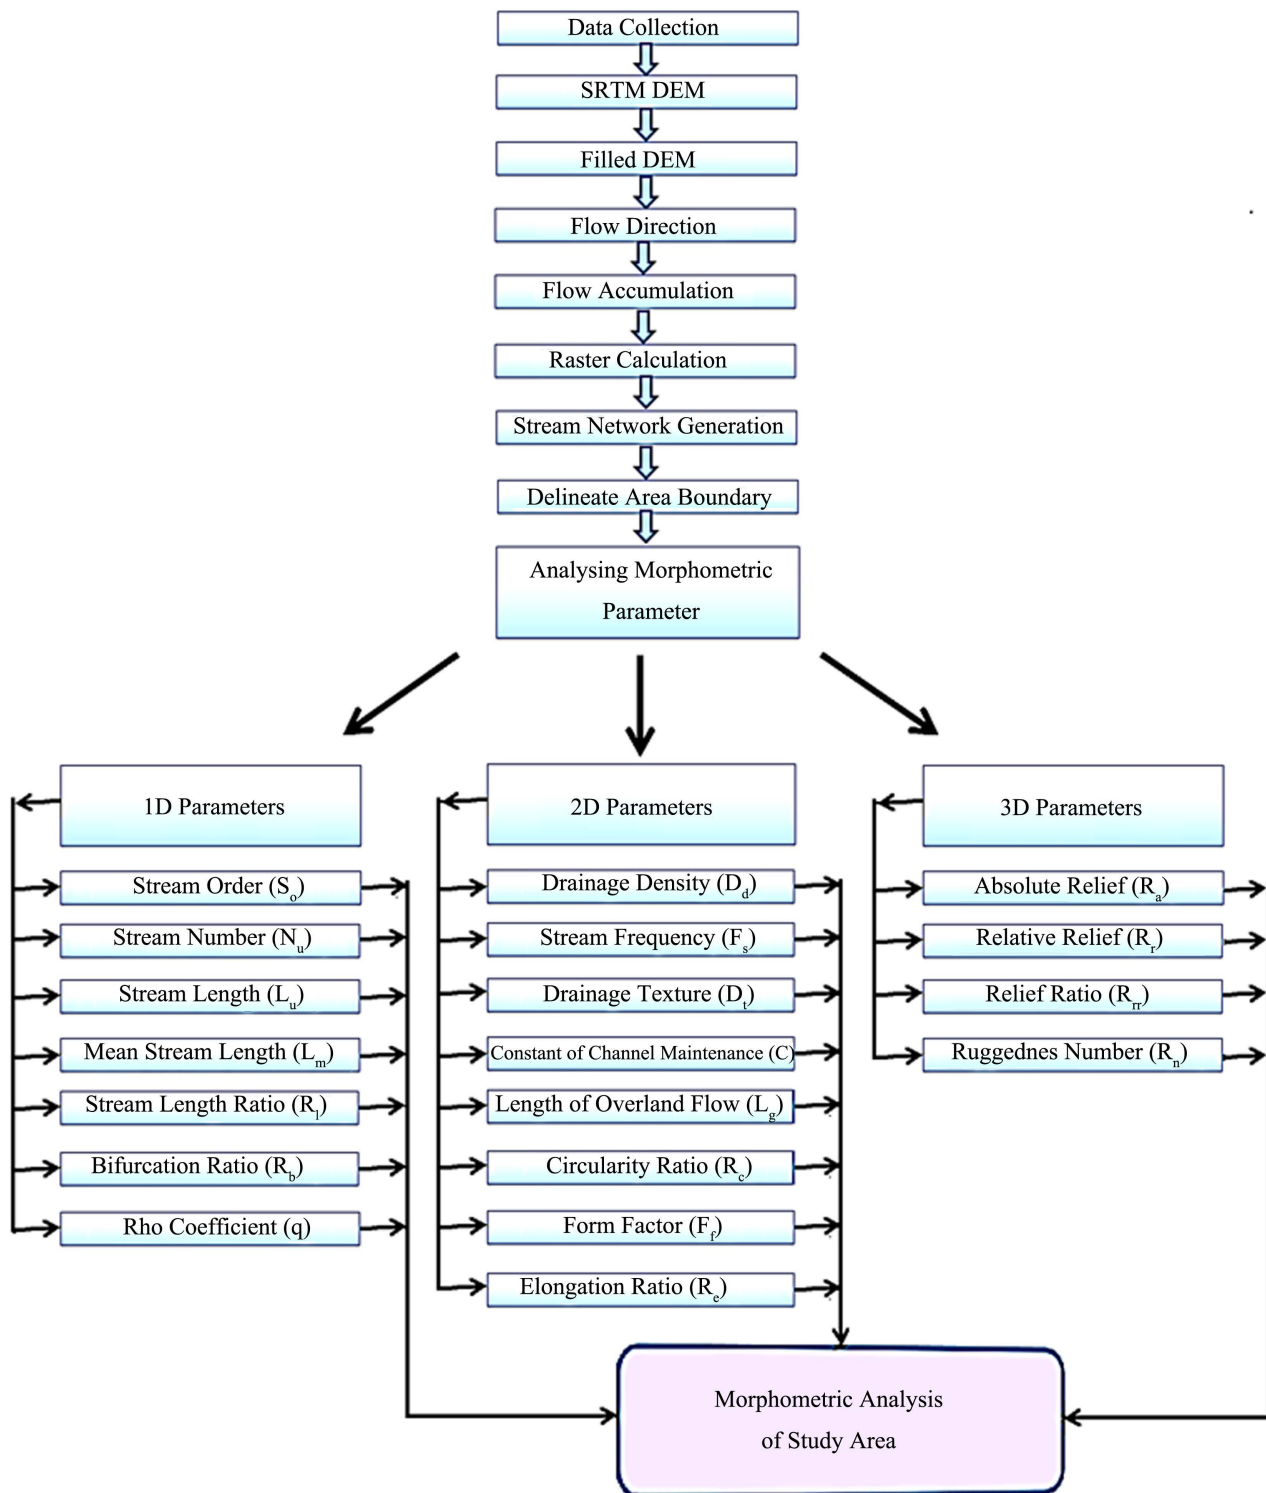 Data Collection
SRTM DEM
Filled DEM
Flow Direction
Flow Accumulation
Raster Calculation
Stream Network Generation
Delineate Area Boundary
Analysing Morphometric
Parameter
1D Parameters
Stream Order (So)
Stream Number (Nu)
Stream Length (Lu)
Mean Stream Length (Lm)
Stream Length Ratio (Rl)
Bifurcation Ratio (Rb)
Rho Coefficient (q)
2D Parameters
Drainage Density (Dd)
Stream Frequency (Fs)
Drainage Texture (Dt)
Constant of Channel Maintenance (C)
Length of Overland Flow (Lg)
Circularity Ratio (Rc)
Form Factor (Ff)
Elongation Ratio (Re)
3D Parameters
Absolute Relief (Ra)
Relative Relief (Rr)
Relief Ratio (Rrr)
Ruggednes Number (Rn)
Morphometric Analysis
of Study Area